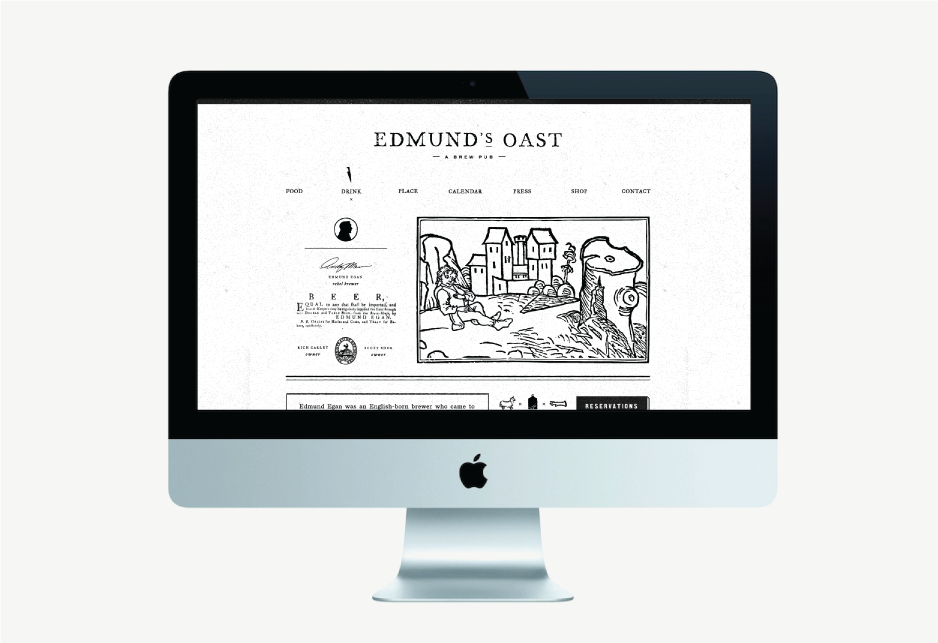 EDMUND'S OAST
— A BREW PUB —
FOOD DRINK PLACE CALENDAR PRESS SHOP CONTACT
x
EDMUND EGAN
rebel brewer
BEER,
EQUAL to any that shall be imported, and
EDMUND EGAN.
RICH CARLEY
owner
SCOTT SHOR
owner
Edmund Egan was an English-born brewer who came to
RESERVATIONS